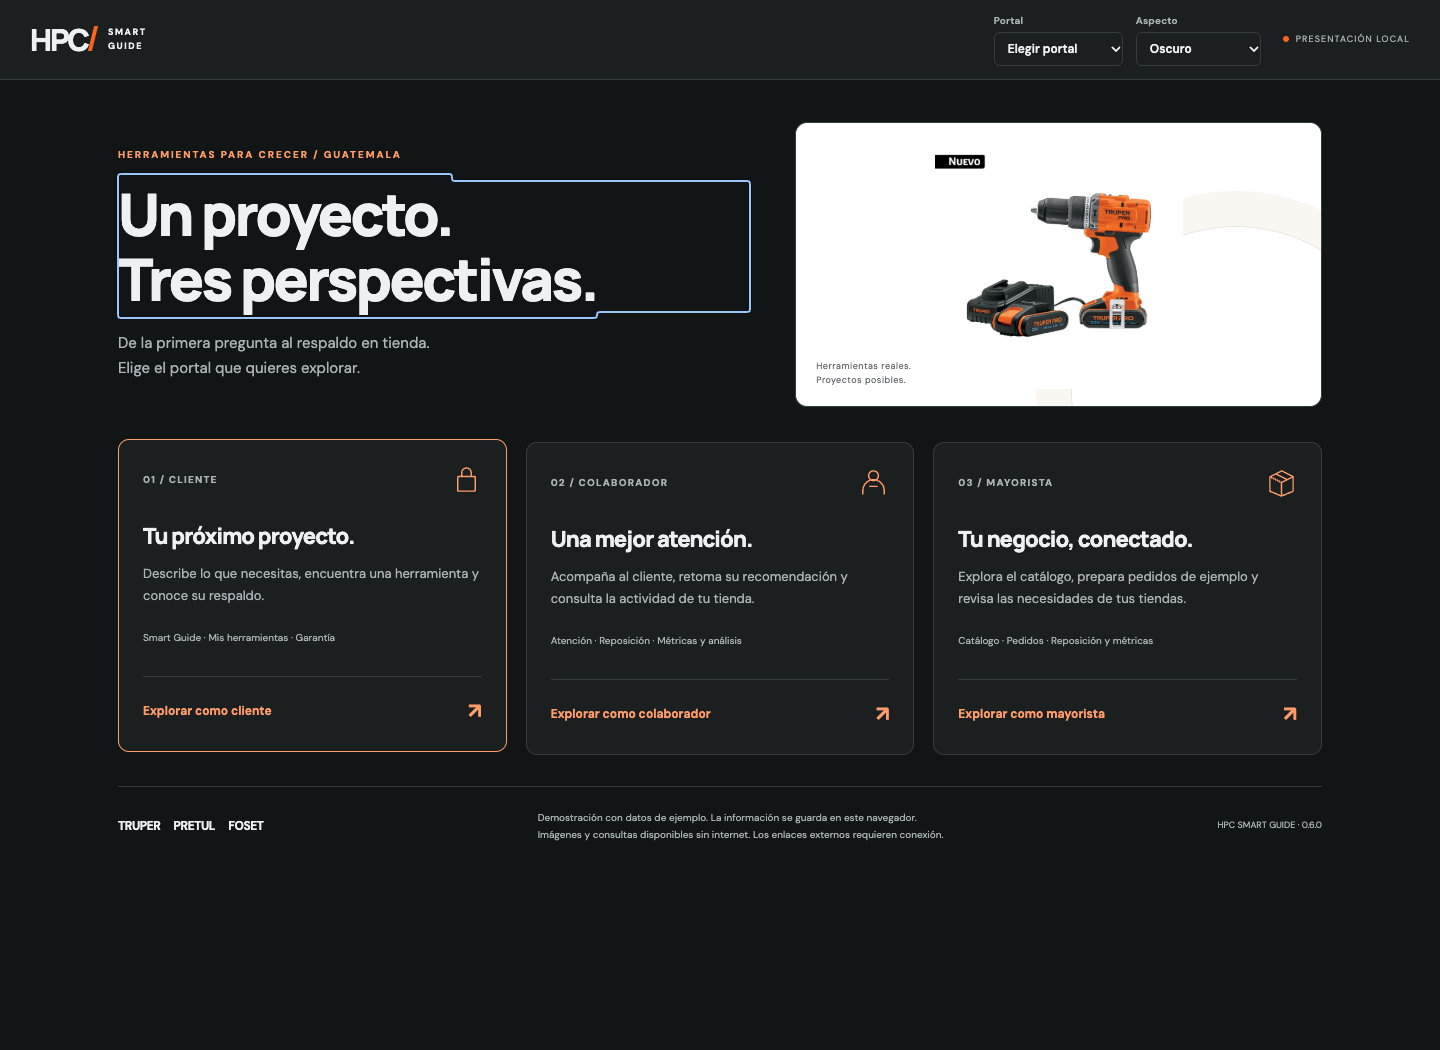 HPC/ SMART GUIDE
Portal
Elegir portal
Aspecto
Oscuro
PRESENTACIÓN LOCAL
HERRAMIENTAS PARA CRECER / GUATEMALA
Un proyecto.
Tres perspectivas.
De la primera pregunta al respaldo en tienda.
Elige el portal que quieres explorar.
NUEVO
TRUPER PRO
TRUPER PRO
TRUPER PRO
Herramientas reales.
Proyectos posibles.
01 / CLIENTE
Tu próximo proyecto.
Describe lo que necesitas, encuentra una herramienta y
conoce su respaldo.
Smart Guide · Mis herramientas · Garantía
Explorar como cliente
02 / COLABORADOR
Una mejor atención.
Acompaña al cliente, retoma su recomendación y
consulta la actividad de tu tienda.
Atención · Reposición · Métricas y análisis
Explorar como colaborador
03 / MAYORISTA
Tu negocio, conectado.
Explora el catálogo, prepara pedidos de ejemplo y
revisa las necesidades de tus tiendas.
Catálogo · Pedidos · Reposición y métricas
Explorar como mayorista
TRUPER PRETUL FOSET
Demostración con datos de ejemplo. La información se guarda en este navegador.
Imágenes y consultas disponibles sin internet. Los enlaces externos requieren conexión.
HPC SMART GUIDE · 0.6.0